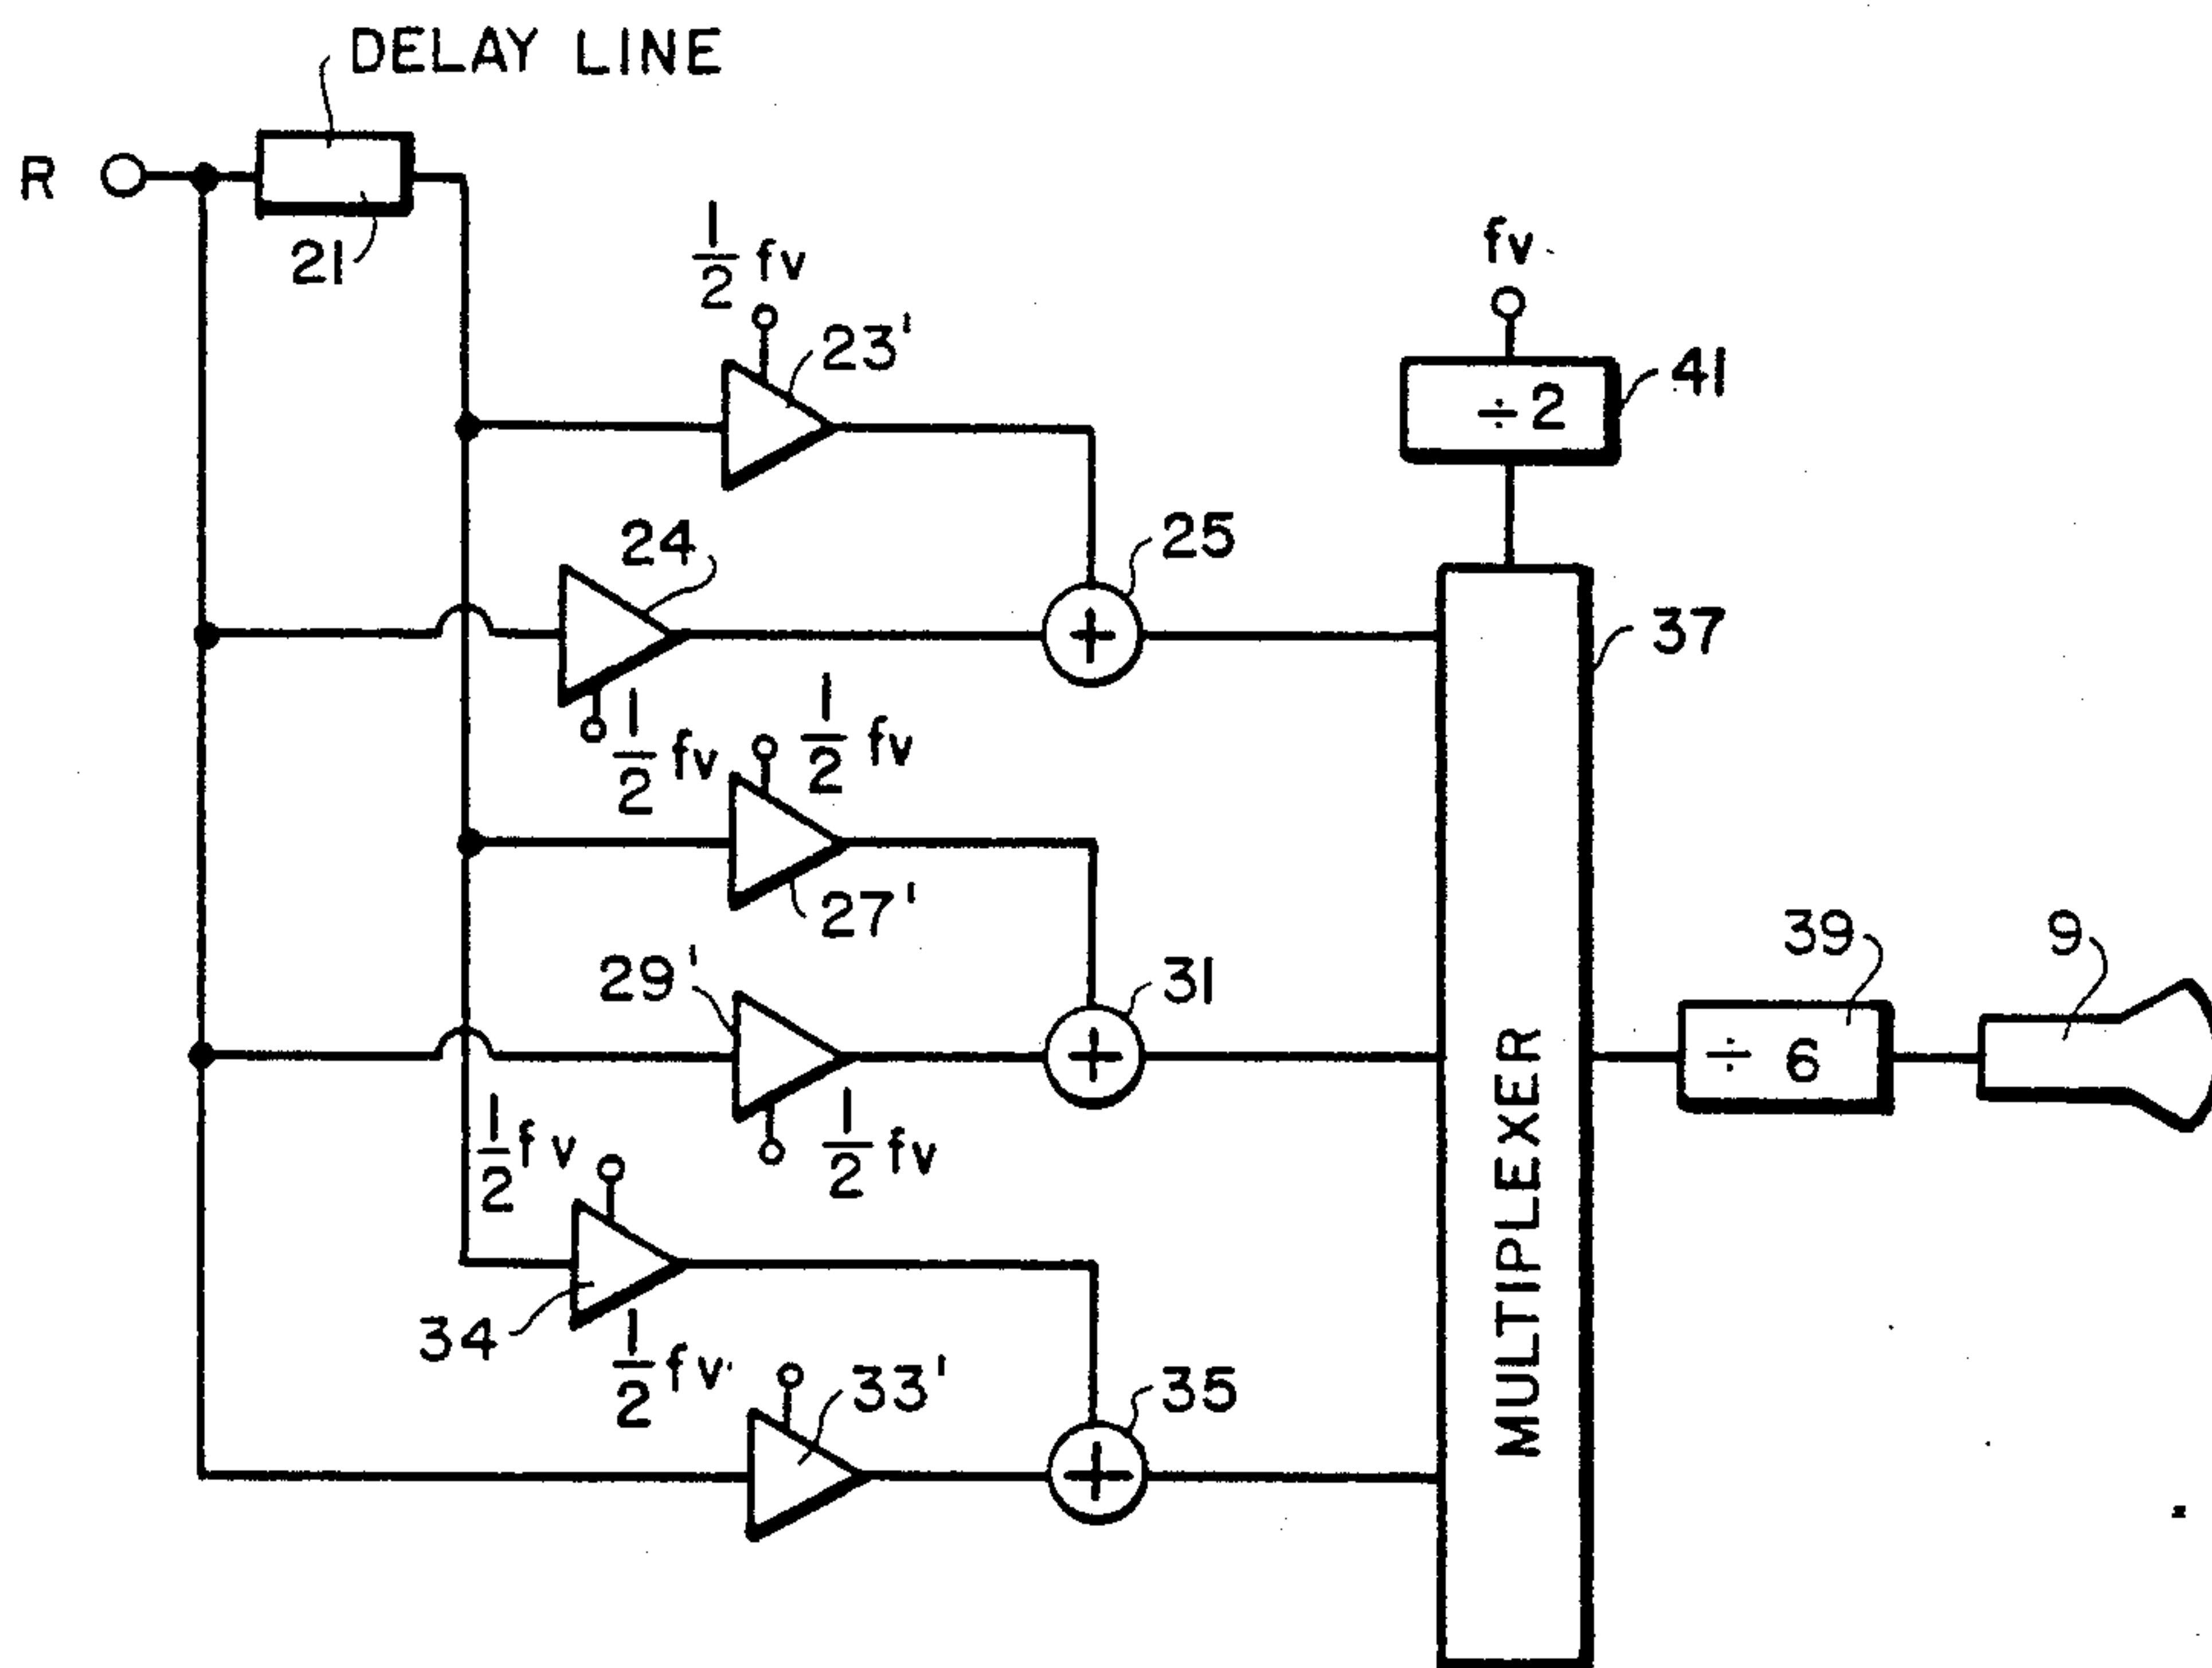 DELAY LINE
R
21
1/2 fv
23'
fv
÷2
41
24
25
37
1/2 fv
1/2 fv
27'
29'
31
39
9
÷ 6
1/2 fv
1/2 fv
34
1/2 fv
33'
35
MULTIPLEXER